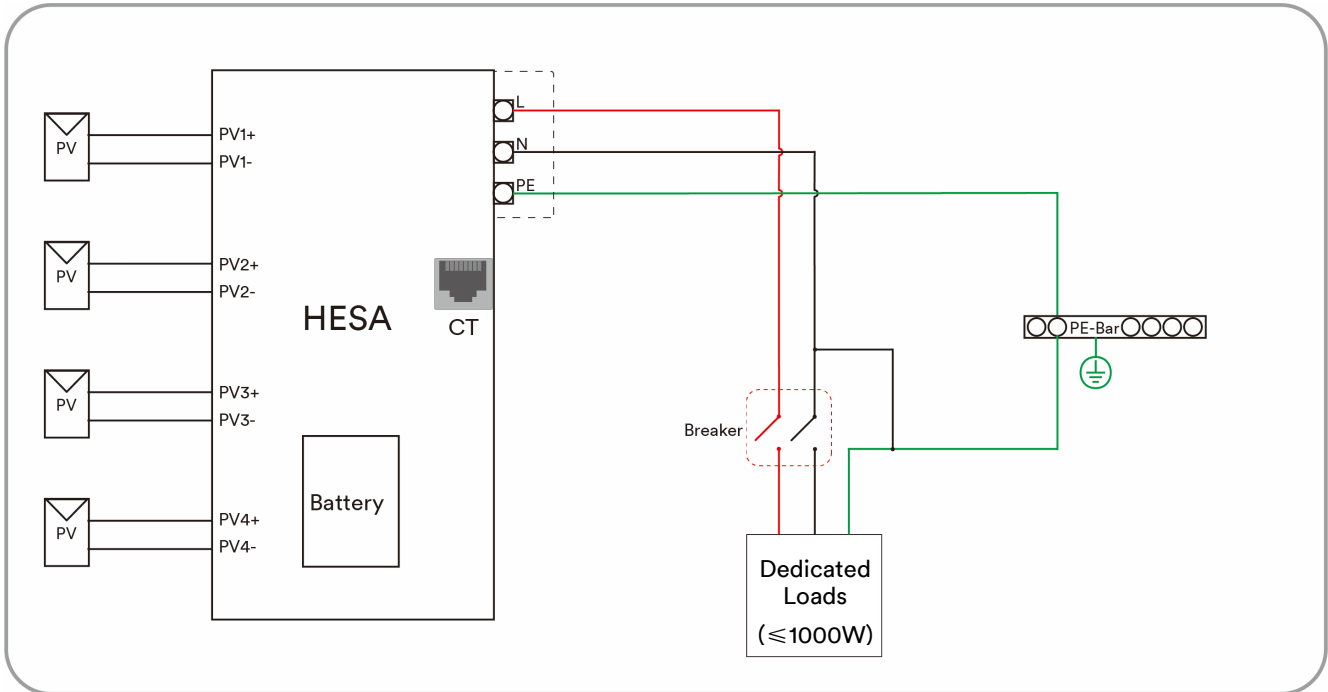 L
N
PE
PV
PV1+
PV1-
PV
PV2+
PV2-
HESA
CT
PE-Bar
PV
PV3+
PV3-
Breaker
Battery
PV
PV4+
PV4-
Dedicated
Loads
(≤1000W)